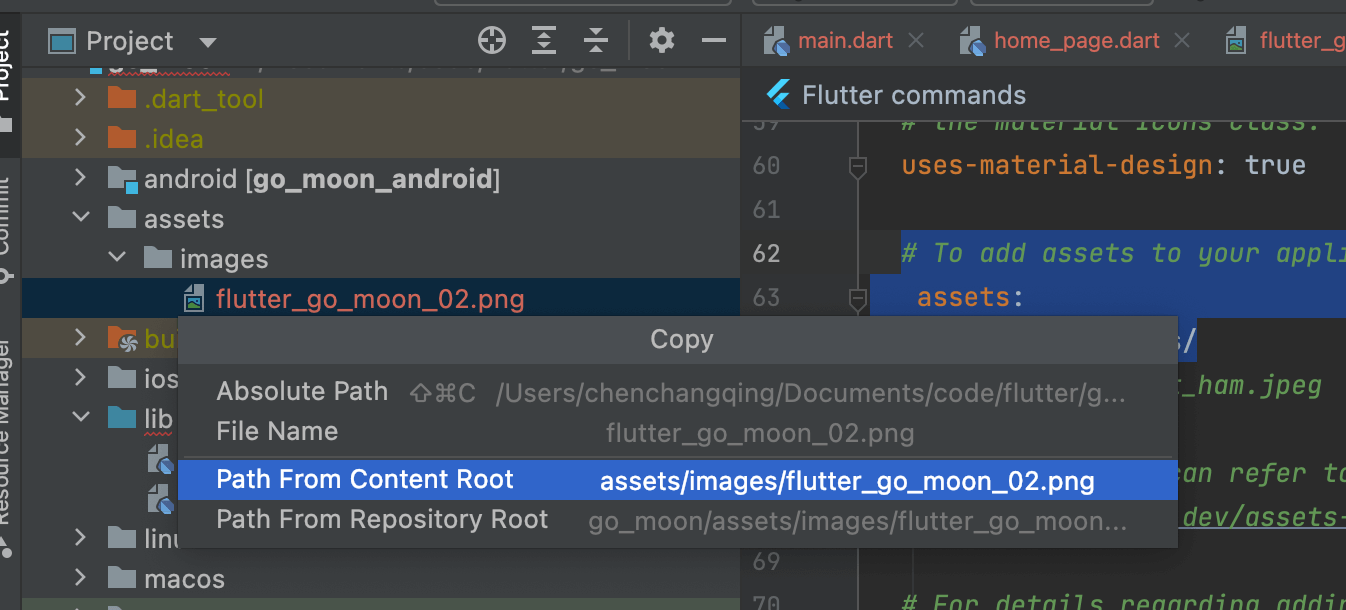 Project
Project
main.dart
home_page.dart
flutter_g
Flutter commands
.dart_tool
.idea
android [go_moon_android]
assets
images
flutter_go_moon_02.png
bu
ios
lib
linu
macos
Commit
Resource Manager
59 # the material Icons class.
60 uses-material-design: true
61
62 # To add assets to your appli
63 assets:
s/
t_ham.jpeg
can refer to
dev/assets-
69
70 # For details regarding addin
Copy
Absolute Path ⇧⌘C /Users/chenchangqing/Documents/code/flutter/g...
File Name flutter_go_moon_02.png
Path From Content Root assets/images/flutter_go_moon_02.png
Path From Repository Root go_moon/assets/images/flutter_go_moon...